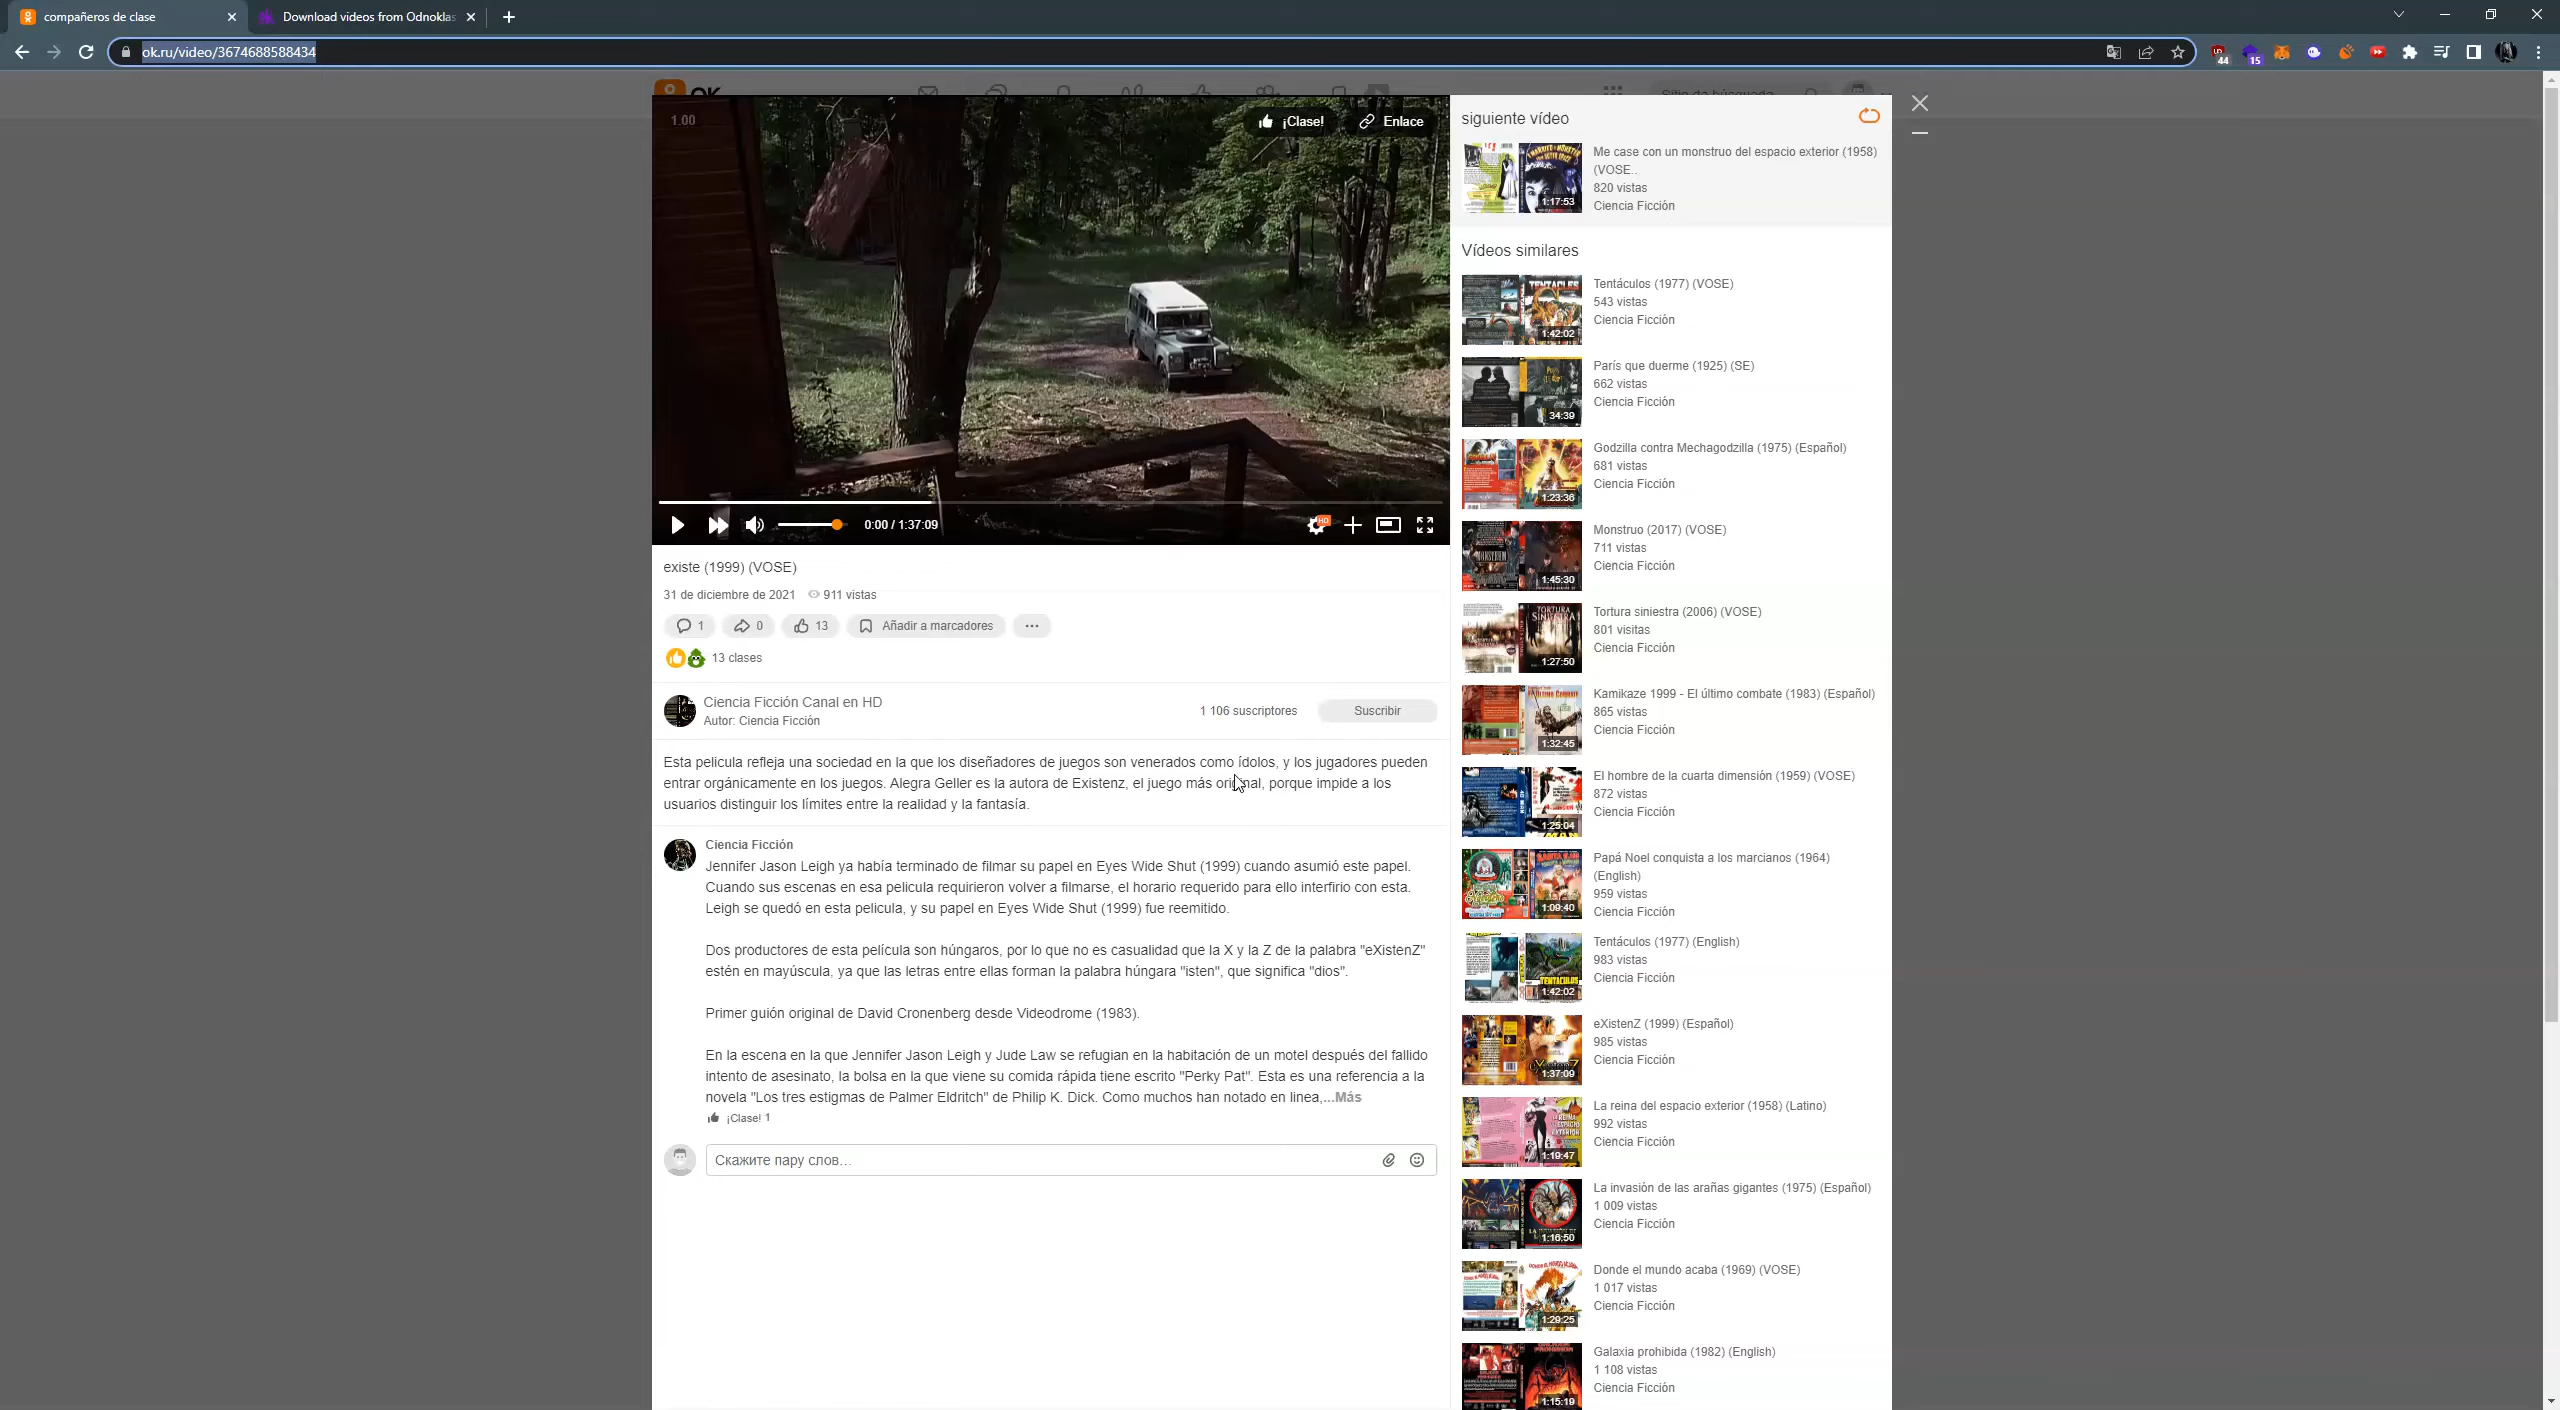 compañeros de clase
Download videos from Odnoklas
ok.ru/video/3674688588434
44
15
OK
1.00
¡Clase!
Enlace
0:00 / 1:37:09
HD
existe (1999) (VOSE)
31 de diciembre de 2021
911 vistas
1
0
13
Añadir a marcadores
13 clases
Ciencia Ficción Canal en HD
Autor: Ciencia Ficción
1 106 suscriptores
Suscribir
Esta pelicula refleja una sociedad en la que los diseñadores de juegos son venerados como ídolos, y los jugadores pueden
entrar orgánicamente en los juegos. Alegra Geller es la autora de Existenz, el juego más original, porque impide a los
usuarios distinguir los límites entre la realidad y la fantasía.
Ciencia Ficción
Jennifer Jason Leigh ya había terminado de filmar su papel en Eyes Wide Shut (1999) cuando asumió este papel.
Cuando sus escenas en esa pelicula requirieron volver a filmarse, el horario requerido para ello interfirio con esta.
Leigh se quedó en esta pelicula, y su papel en Eyes Wide Shut (1999) fue reemitido.
Dos productores de esta película son húngaros, por lo que no es casualidad que la X y la Z de la palabra "eXistenZ"
estén en mayúscula, ya que las letras entre ellas forman la palabra húngara "isten", que significa "dios".
Primer guión original de David Cronenberg desde Videodrome (1983).
En la escena en la que Jennifer Jason Leigh y Jude Law se refugian en la habitación de un motel después del fallido
intento de asesinato, la bolsa en la que viene su comida rápida tiene escrito "Perky Pat". Esta es una referencia a la
novela "Los tres estigmas de Palmer Eldritch" de Philip K. Dick. Como muchos han notado en linea,...Más
¡Clase! 1
Скажите пару слов…
siguiente vídeo
Me case con un monstruo del espacio exterior (1958)
(VOSE..
820 vistas
Ciencia Ficción
1:17:53
Vídeos similares
Tentáculos (1977) (VOSE)
543 vistas
Ciencia Ficción
TENTACLES
1:42:02
París que duerme (1925) (SE)
662 vistas
Ciencia Ficción
34:39
Godzilla contra Mechagodzilla (1975) (Español)
681 vistas
Ciencia Ficción
1:23:36
Monstruo (2017) (VOSE)
711 vistas
Ciencia Ficción
1:45:30
Tortura siniestra (2006) (VOSE)
801 visitas
Ciencia Ficción
TORTURA
SINIESTRA
1:27:50
Kamikaze 1999 - El último combate (1983) (Español)
865 vistas
Ciencia Ficción
1:32:45
El hombre de la cuarta dimensión (1959) (VOSE)
872 vistas
Ciencia Ficción
1:25:04
Papá Noel conquista a los marcianos (1964)
(English)
959 vistas
Ciencia Ficción
1:09:40
Tentáculos (1977) (English)
983 vistas
Ciencia Ficción
TENTACULOS
1:42:02
eXistenZ (1999) (Español)
985 vistas
Ciencia Ficción
1:37:09
La reina del espacio exterior (1958) (Latino)
992 vistas
Ciencia Ficción
1:19:47
La invasión de las arañas gigantes (1975) (Español)
1 009 vistas
Ciencia Ficción
1:16:50
Donde el mundo acaba (1969) (VOSE)
1 017 vistas
Ciencia Ficción
1:29:25
Galaxia prohibida (1982) (English)
1 108 vistas
Ciencia Ficción
1:15:19